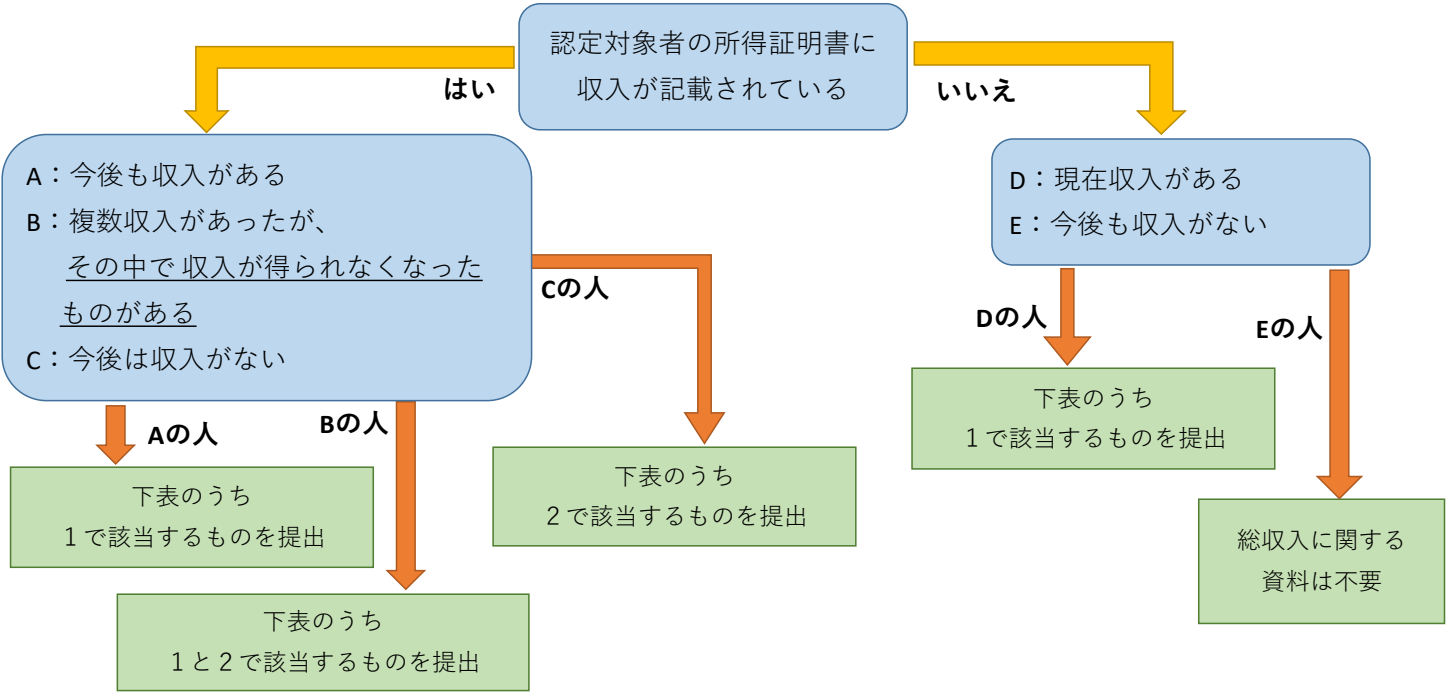 認定対象者の所得証明書に
収入が記載されている
はい
いいえ
A：今後も収入がある
B：複数収入があったが、
その中で 収入が得られなくなった
ものがある
C：今後は収入がない
D：現在収入がある
E：今後も収入がない
Cの人
Dの人
Eの人
Aの人
Bの人
下表のうち
１で該当するものを提出
下表のうち
１と２で該当するものを提出
下表のうち
２で該当するものを提出
下表のうち
１で該当するものを提出
総収入に関する
資料は不要